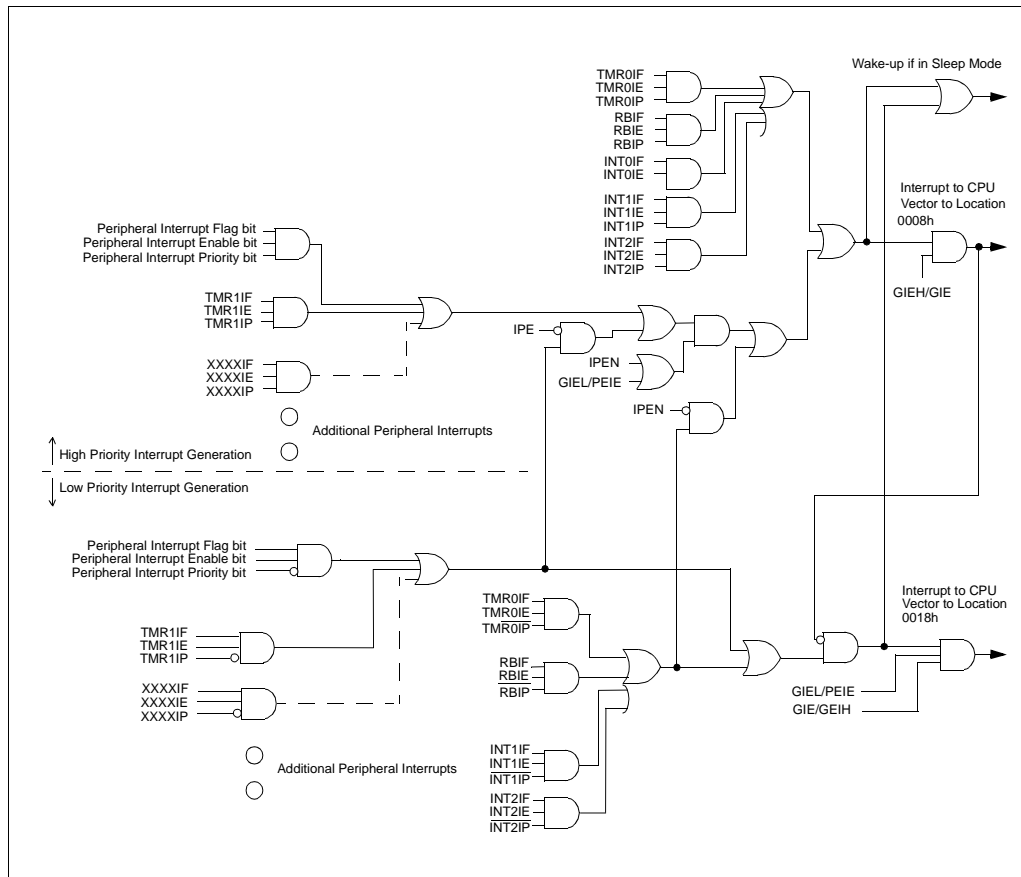 Wake-up if in Sleep Mode
TMR0IF
TMR0IE
TMR0IP
RBIF
RBIE
RBIP
INT0IF
INT0IE
INT1IF
INT1IE
INT1IP
INT2IF
INT2IE
INT2IP
Interrupt to CPU
Vector to Location
0008h
GIEH/GIE
Peripheral Interrupt Flag bit
Peripheral Interrupt Enable bit
Peripheral Interrupt Priority bit
TMR1IF
TMR1IE
TMR1IP
XXXXIF
XXXXIE
XXXXIP
IPE
IPEN
GIEL/PEIE
IPEN
Additional Peripheral Interrupts
High Priority Interrupt Generation
Low Priority Interrupt Generation
Peripheral Interrupt Flag bit
Peripheral Interrupt Enable bit
Peripheral Interrupt Priority bit
TMR1IF
TMR1IE
TMR1IP
XXXXIF
XXXXIE
XXXXIP
Additional Peripheral Interrupts
TMR0IF
TMR0IE
TMR0IP
RBIF
RBIE
RBIP
INT1IF
INT1IE
INT1IP
INT2IF
INT2IE
INT2IP
Interrupt to CPU
Vector to Location
0018h
GIEL/PEIE
GIE/GEIH